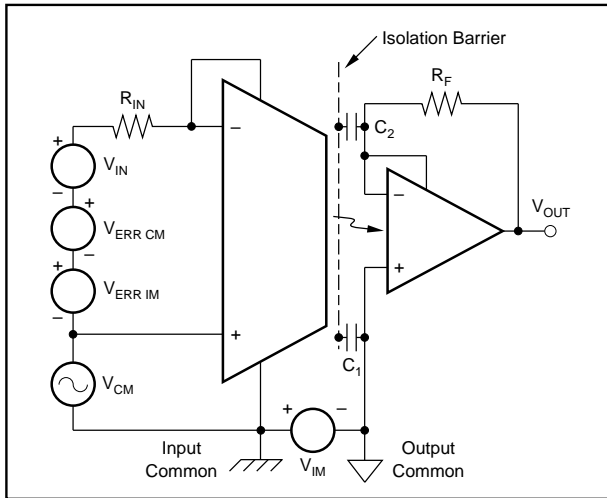 Isolation Barrier
R_IN
R_F
C_2
−
+
−
V_IN
+
−
V_ERR CM
+
−
V_ERR IM
−
+
V_OUT
+
C_1
V_CM
+
−
V_IM
Input
Common
Output
Common